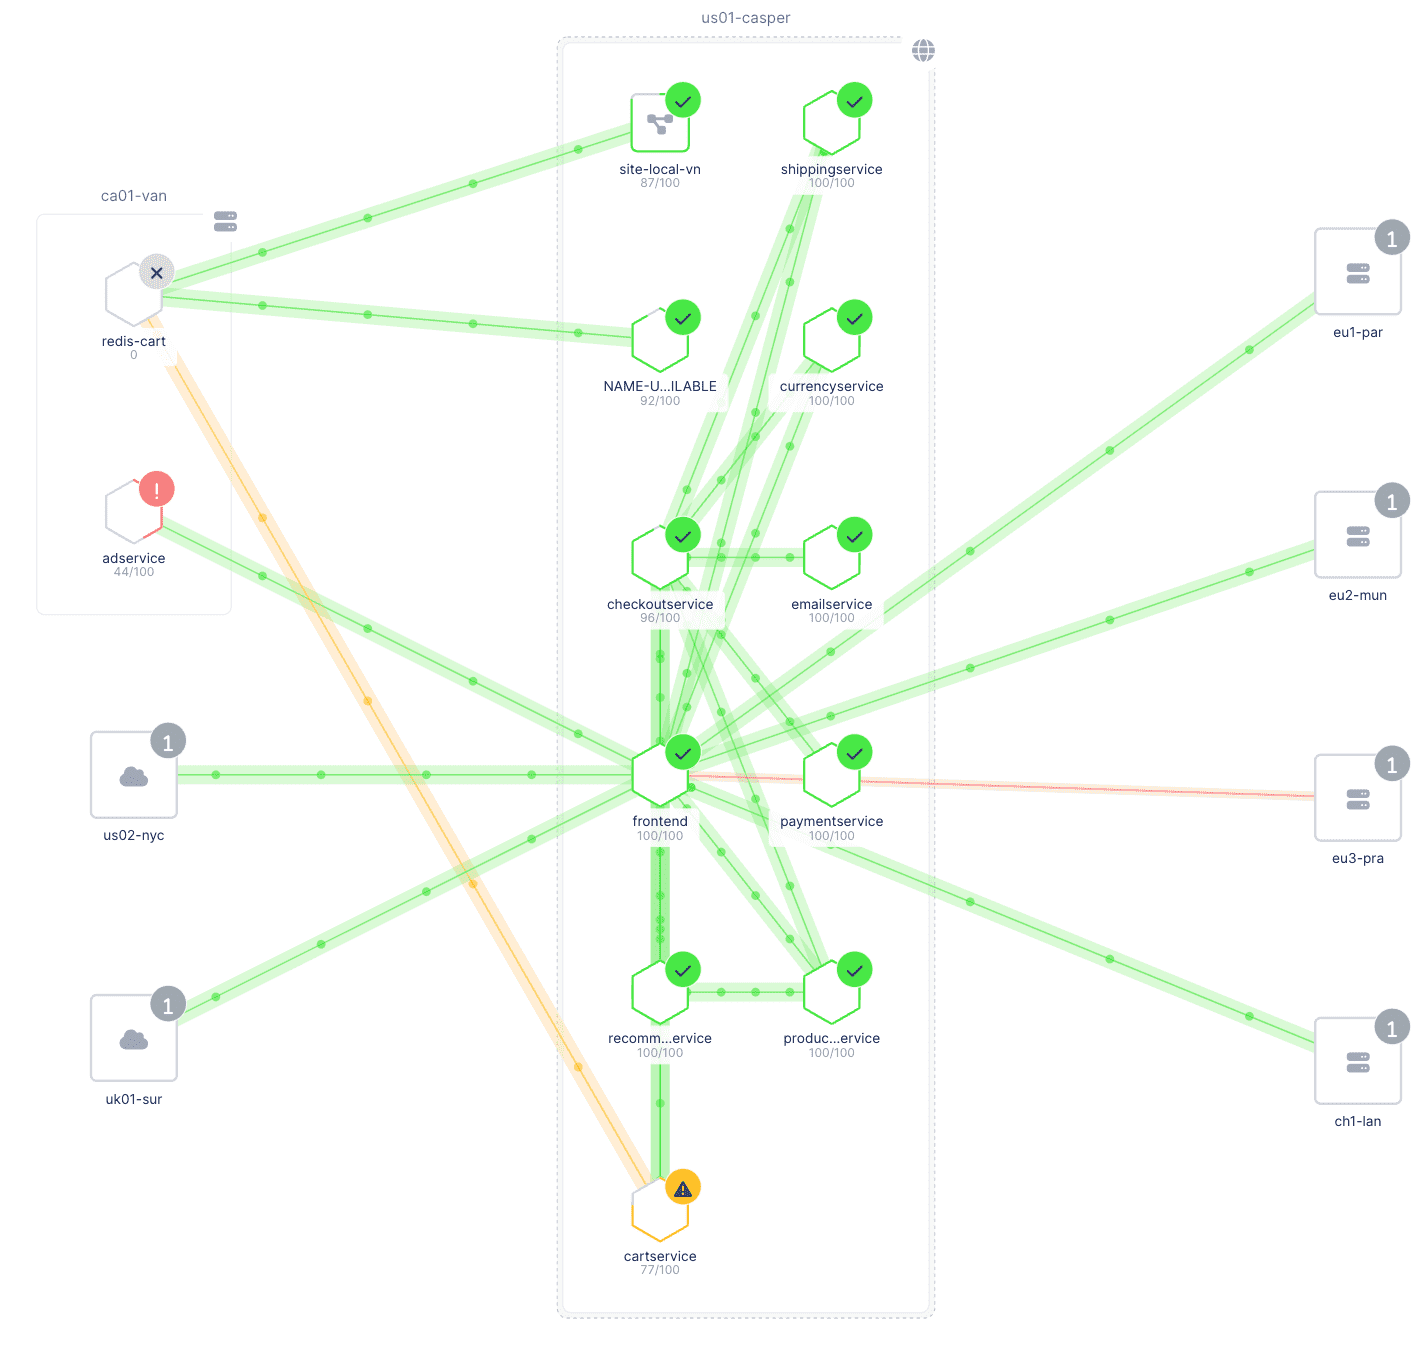 us01-casper
site-local-vn
87/100
shippingservice
100/100
ca01-van
redis-cart
0
NAME-U...ILABLE
92/100
currencyservice
100/100
1
eu1-par
!
adservice
44/100
checkoutservice
96/100
emailservice
100/100
1
eu2-mun
1
us02-nyc
frontend
100/100
paymentservice
100/100
1
eu3-pra
1
uk01-sur
recomm...ervice
100/100
produc...ervice
100/100
1
ch1-lan
cartservice
77/100